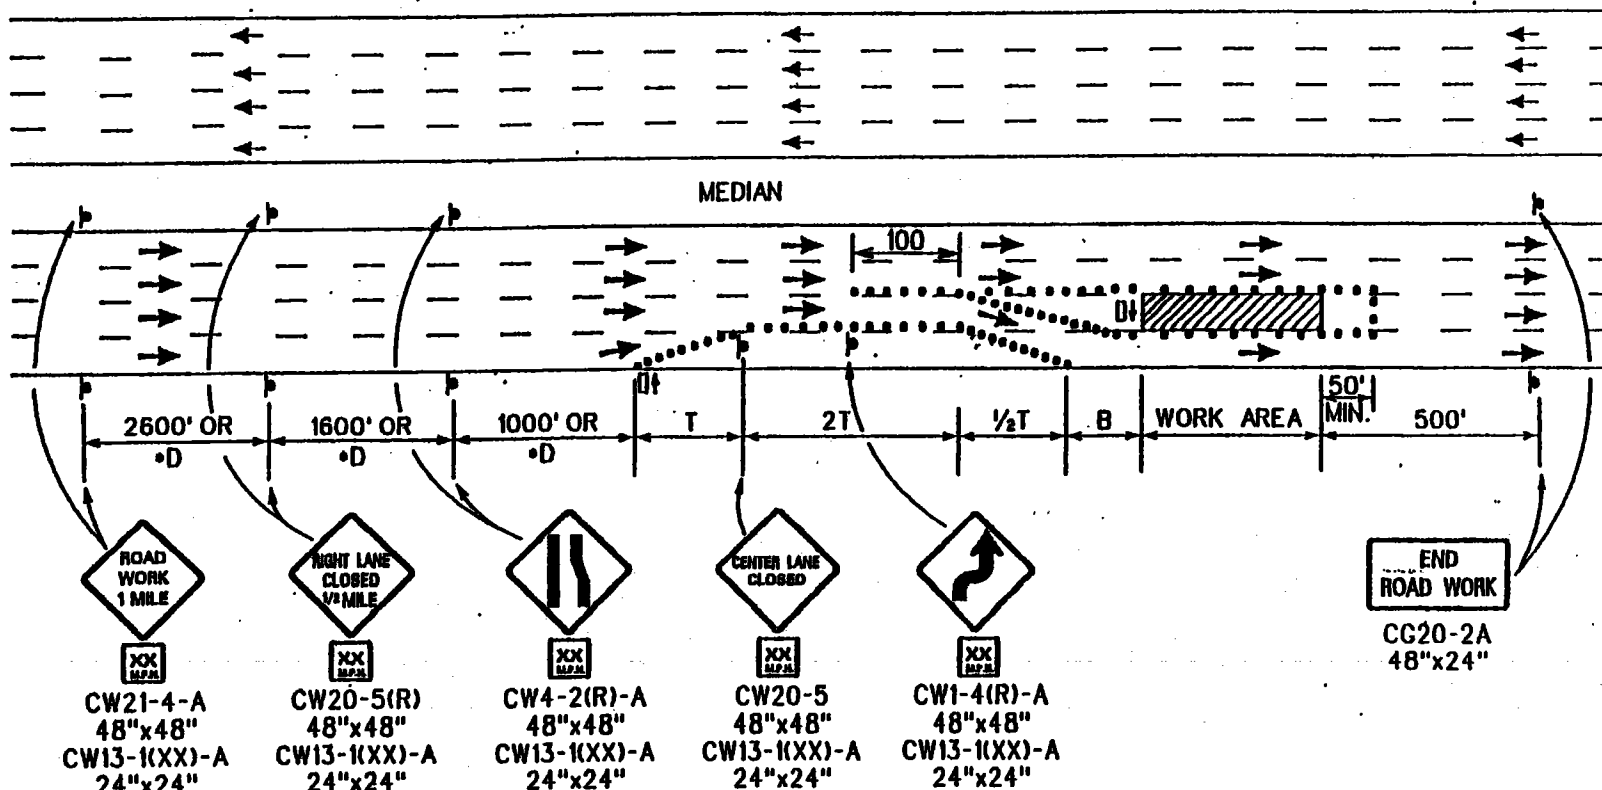 MEDIAN
100
2600' OR
•D
1600' OR
•D
1000' OR
•D
T
2T
½T
B
WORK AREA
50'
MIN.
500'
ROAD
WORK
1 MILE
XX
M.P.H.
CW21-4-A
48"x48"
CW13-1(XX)-A
24"x24"
RIGHT LANE
CLOSED
1/2 MILE
XX
M.P.H.
CW20-5(R)
48"x48"
CW13-1(XX)-A
24"x24"
XX
M.P.H.
CW4-2(R)-A
48"x48"
CW13-1(XX)-A
24"x24"
CENTER LANE
CLOSED
XX
M.P.H.
CW20-5
48"x48"
CW13-1(XX)-A
24"x24"
XX
M.P.H.
CW1-4(R)-A
48"x48"
CW13-1(XX)-A
24"x24"
END
ROAD WORK
CG20-2A
48"x24"